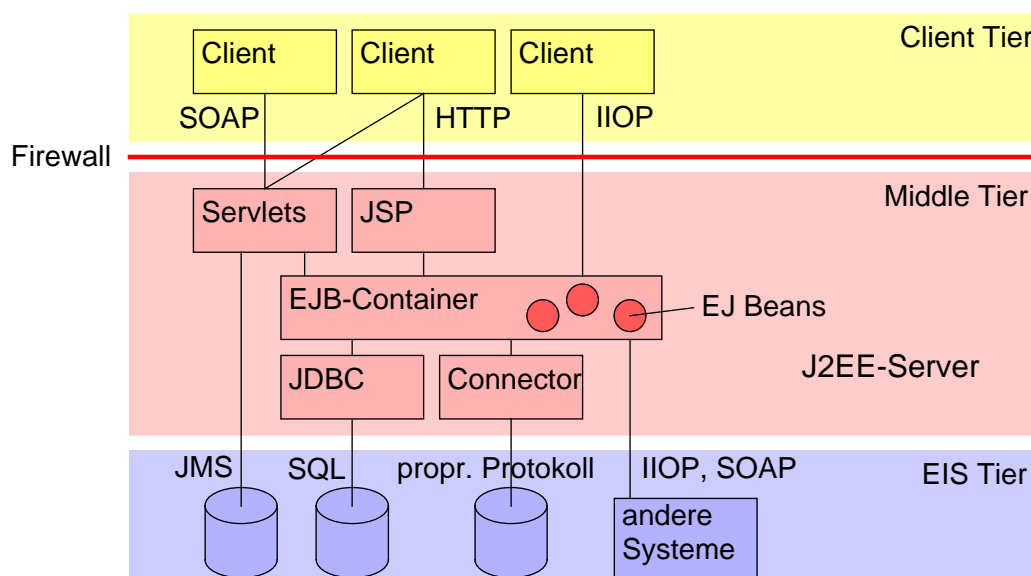 Client Tier
Client
Client
Client
SOAP
HTTP
IIOP
Firewall
Middle Tier
Servlets
JSP
EJB-Container
EJ Beans
J2EE-Server
JDBC
Connector
JMS
SQL
propr. Protokoll
IIOP, SOAP
EIS Tier
andere
Systeme